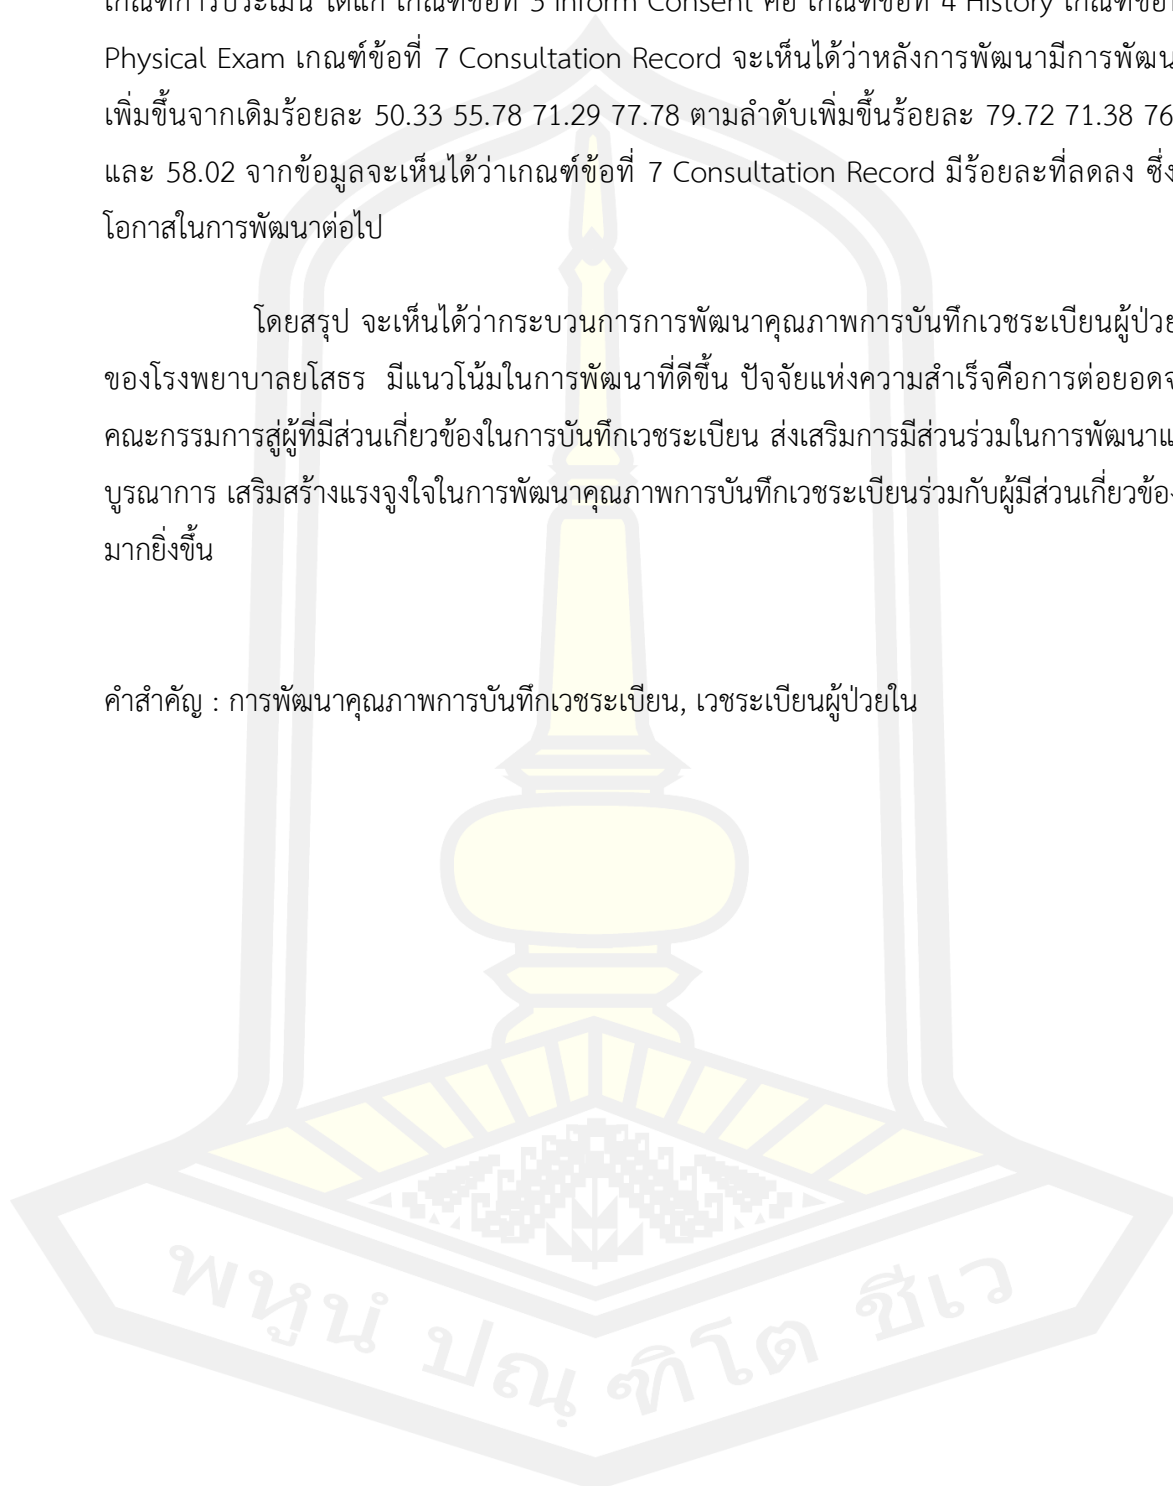 เกณฑ์การประเมิน ได้แก่ เกณฑ์ข้อที่ 3 Inform Consent คือ เกณฑ์ข้อที่ 4 History
Physical Exam เกณฑ์ข้อที่ 7 Consultation Record จะเห็นได้ว่าหลังการพัฒนามีการพัฒน
เพิ่มขึ้นจากเดิมร้อยละ 50.33 55.78 71.29 77.78 ตามลำดับเพิ่มขึ้นร้อยละ 79.72 71.38 76
และ 58.02 จากข้อมูลจะเห็นได้ว่าเกณฑ์ข้อที่ 7 Consultation Record มีร้อยละที่ลดลง ซึ่ง
โอกาสในการพัฒนาต่อไป
โดยสรุป จะเห็นได้ว่ากระบวนการการพัฒนาคุณภาพการบันทึกเวชระเบียนผู้ป่วย
ของโรงพยาบาลยโสธร มีแนวโน้มในการพัฒนาที่ดีขึ้น ปัจจัยแห่งความสำเร็จคือการต่อยอดจ
คณะกรรมการสู่ผู้ที่มีส่วนเกี่ยวข้องในการบันทึกเวชระเบียน ส่งเสริมการมีส่วนร่วมในการพัฒนาแ
บูรณาการ เสริมสร้างแรงจูงใจในการพัฒนาคุณภาพการบันทึกเวชระเบียนร่วมกับผู้มีส่วนเกี่ยวข้อง
มากยิ่งขึ้น
คำสำคัญ : การพัฒนาคุณภาพการบันทึกเวชระเบียน, เวชระเบียนผู้ป่วยใน
พหูนํ ปณฺ ฑิโต ชีเว